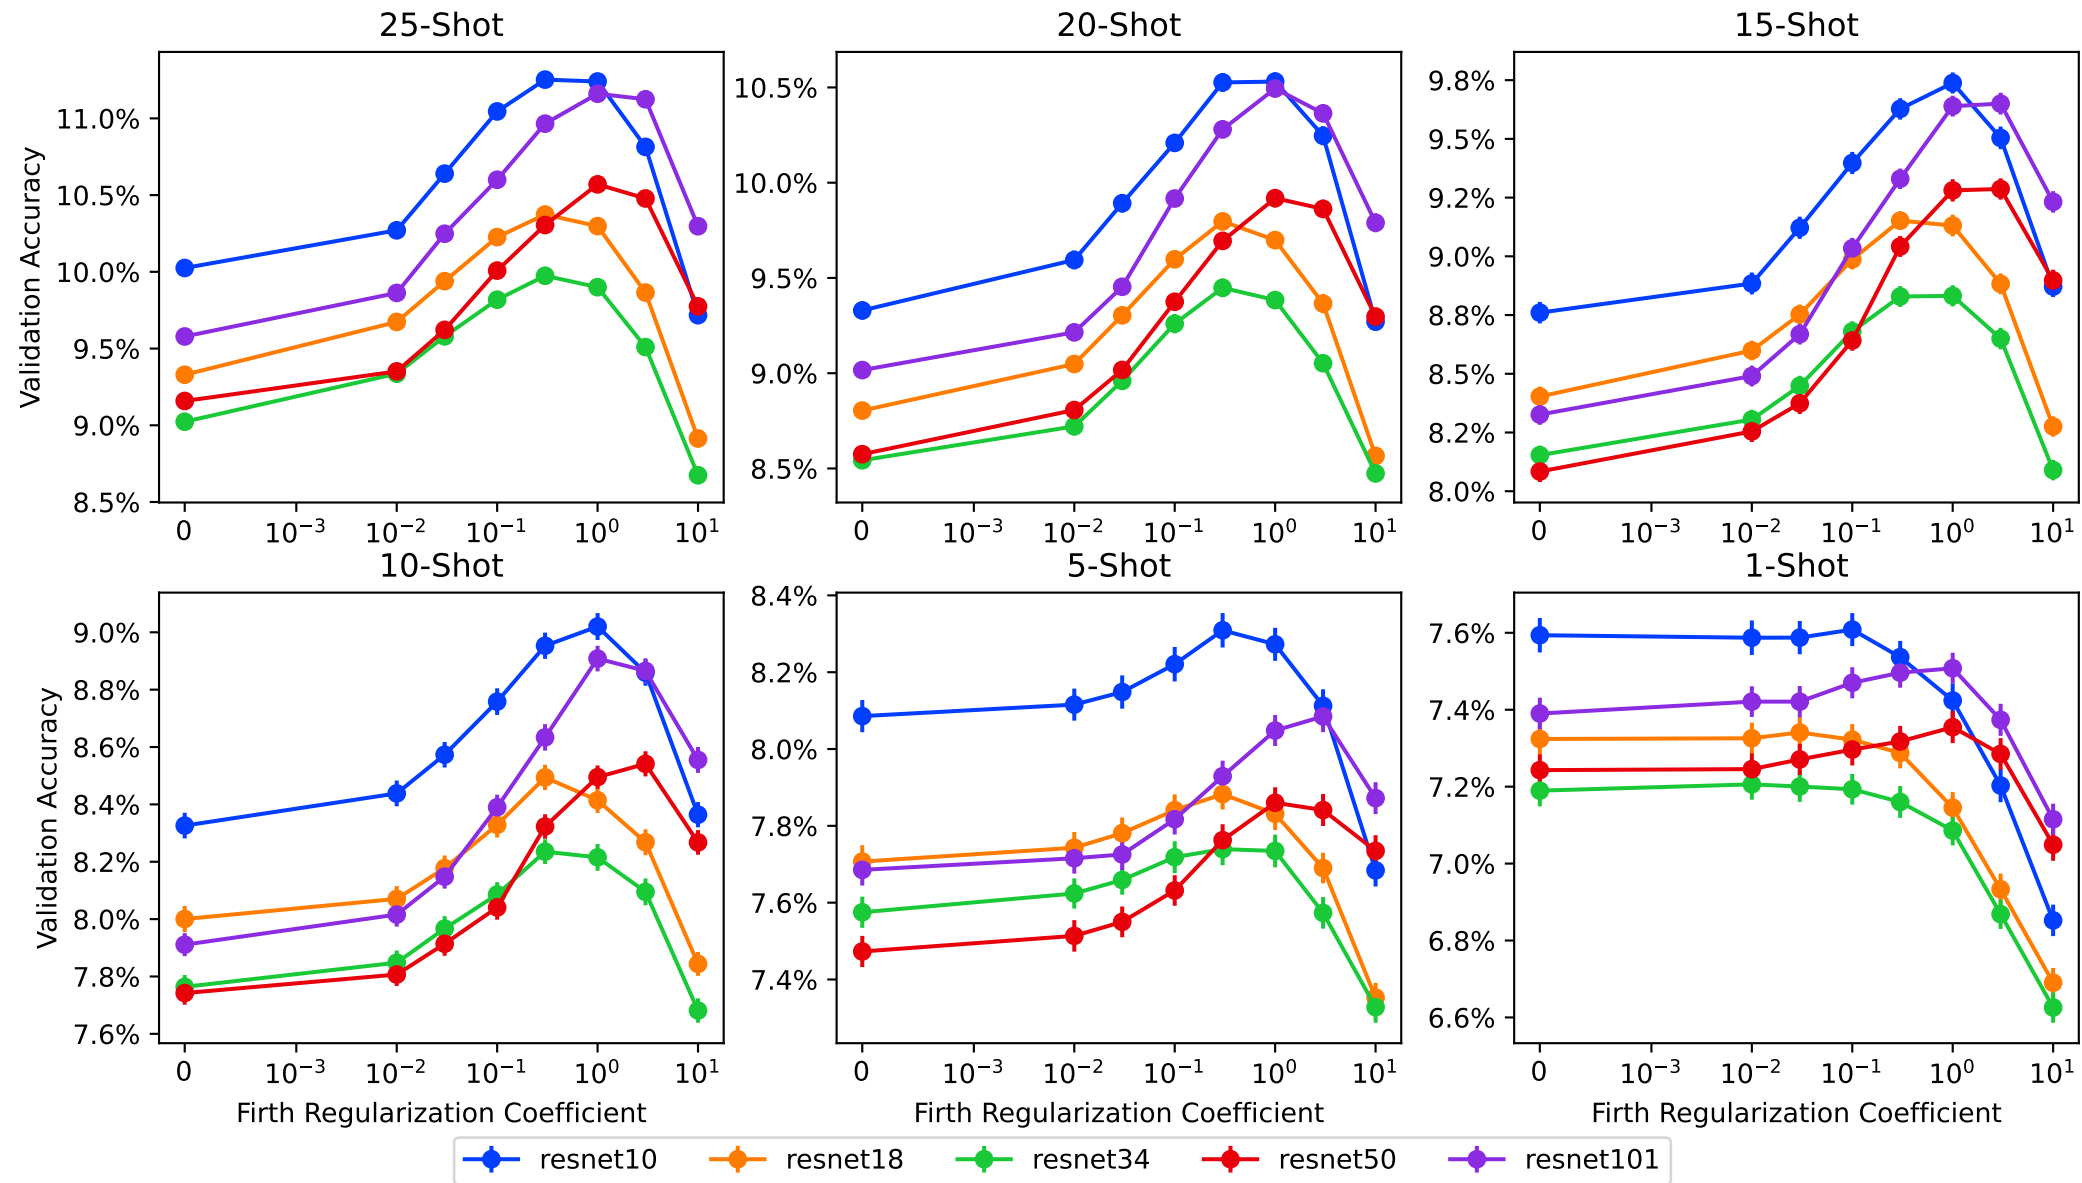 25-Shot
20-Shot
15-Shot
Validation Accuracy
11.0%
10.5%
10.0%
9.5%
9.0%
8.5%
10.5%
10.0%
9.5%
9.0%
8.5%
9.8%
9.5%
9.2%
9.0%
8.8%
8.5%
8.2%
8.0%
0 10⁻³ 10⁻² 10⁻¹ 10⁰ 10¹
0 10⁻³ 10⁻² 10⁻¹ 10⁰ 10¹
0 10⁻³ 10⁻² 10⁻¹ 10⁰ 10¹
10-Shot
5-Shot
1-Shot
Validation Accuracy
9.0%
8.8%
8.6%
8.4%
8.2%
8.0%
7.8%
7.6%
8.4%
8.2%
8.0%
7.8%
7.6%
7.4%
7.6%
7.4%
7.2%
7.0%
6.8%
6.6%
0 10⁻³ 10⁻² 10⁻¹ 10⁰ 10¹
0 10⁻³ 10⁻² 10⁻¹ 10⁰ 10¹
0 10⁻³ 10⁻² 10⁻¹ 10⁰ 10¹
Firth Regularization Coefficient
Firth Regularization Coefficient
Firth Regularization Coefficient
resnet10 resnet18 resnet34 resnet50 resnet101